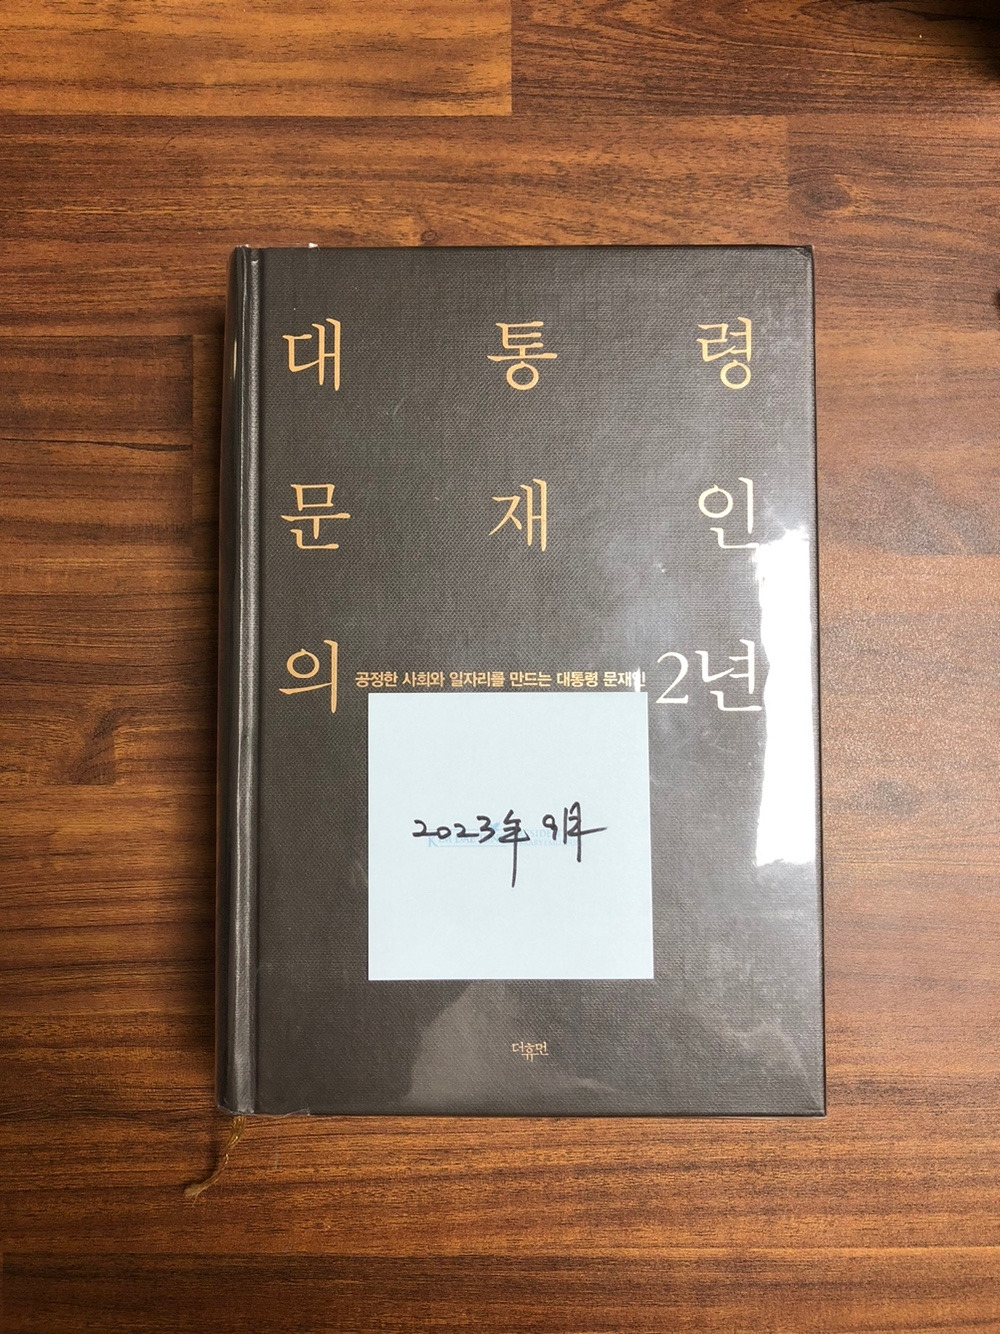 대통령
문재인
의 공정한 사회와 일자리를 만드는 대통령 문재인 2년
2023年 9月
더휴먼